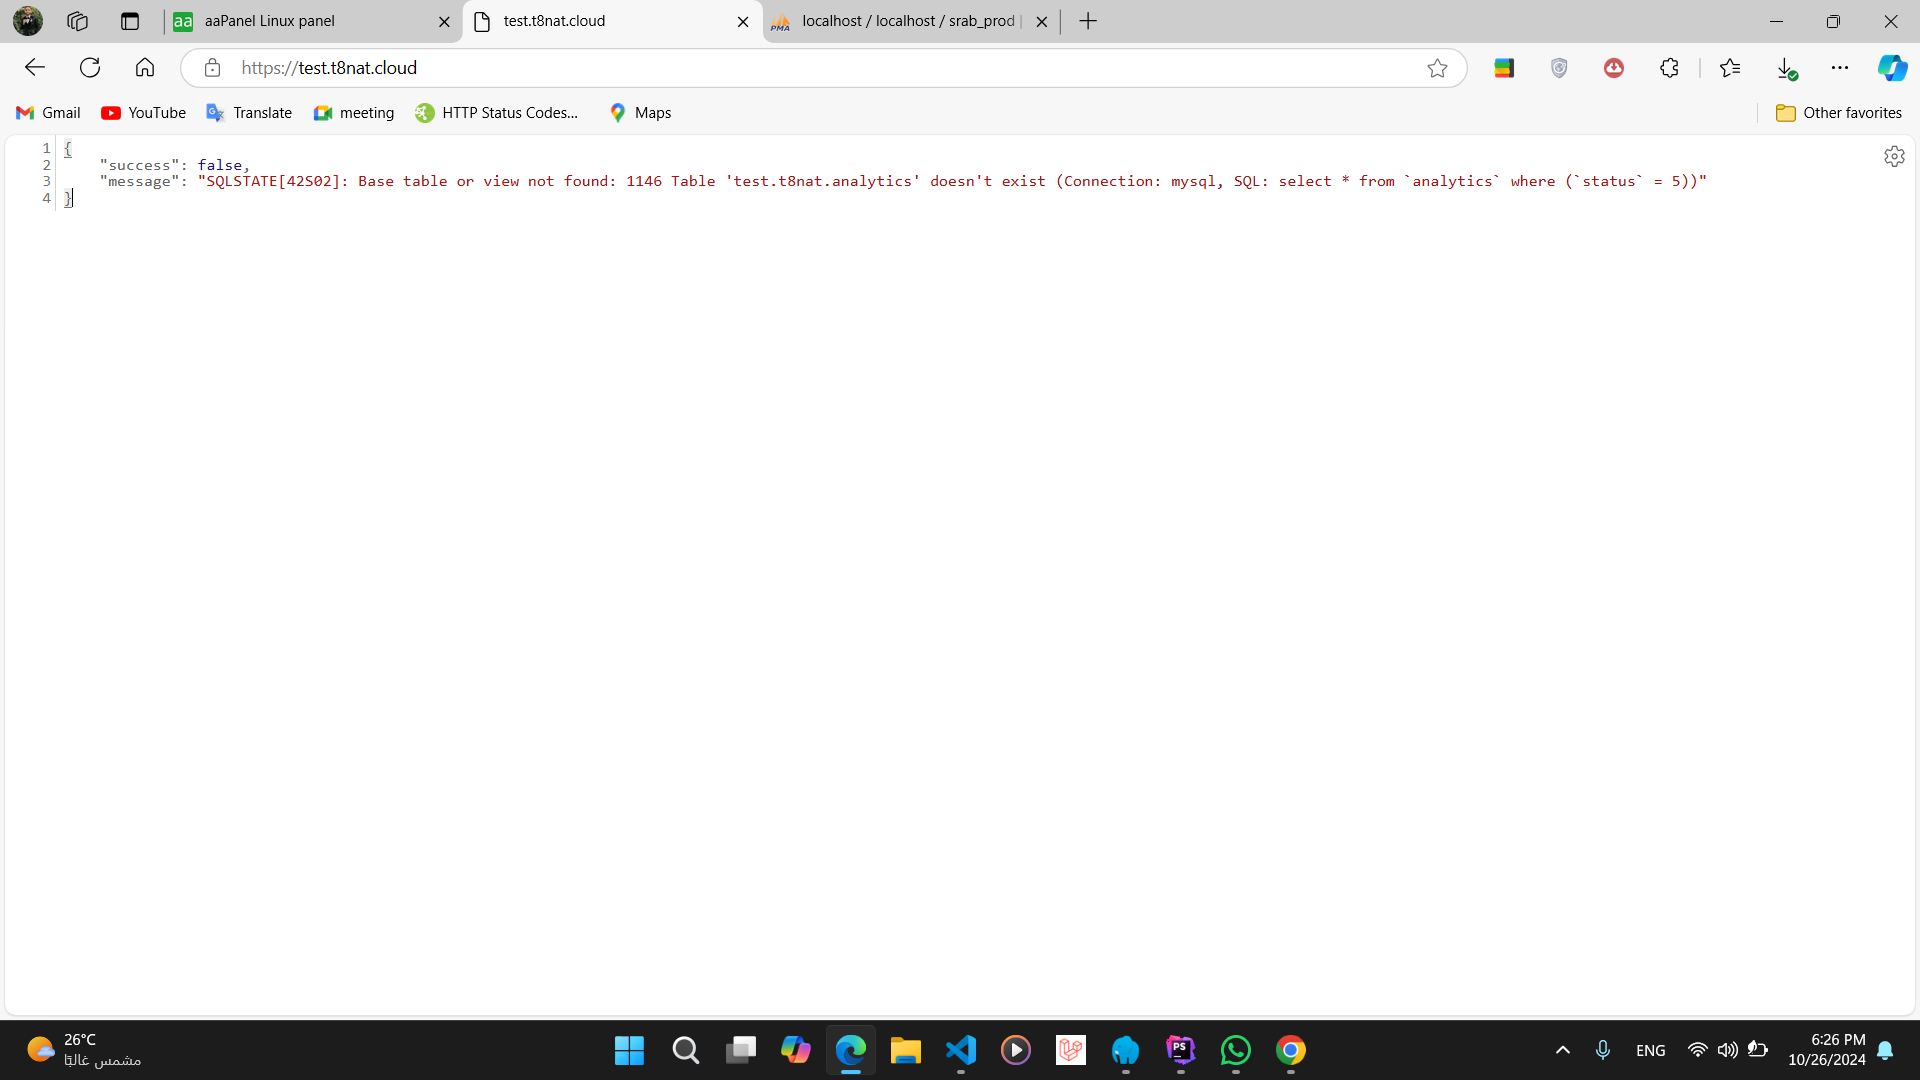 aa
aaPanel Linux panel
test.t8nat.cloud
PMA
localhost / localhost / srab_prod |
https://test.t8nat.cloud
Gmail
YouTube
Translate
meeting
HTTP Status Codes...
Maps
Other favorites
1 {
2 "success": false,
3 "message": "SQLSTATE[42S02]: Base table or view not found: 1146 Table 'test.t8nat.analytics' doesn't exist (Connection: mysql, SQL: select * from `analytics` where (`status` = 5))"
4 }
26°C
مشمس غالبًا
PS
ENG
6:26 PM
10/26/2024